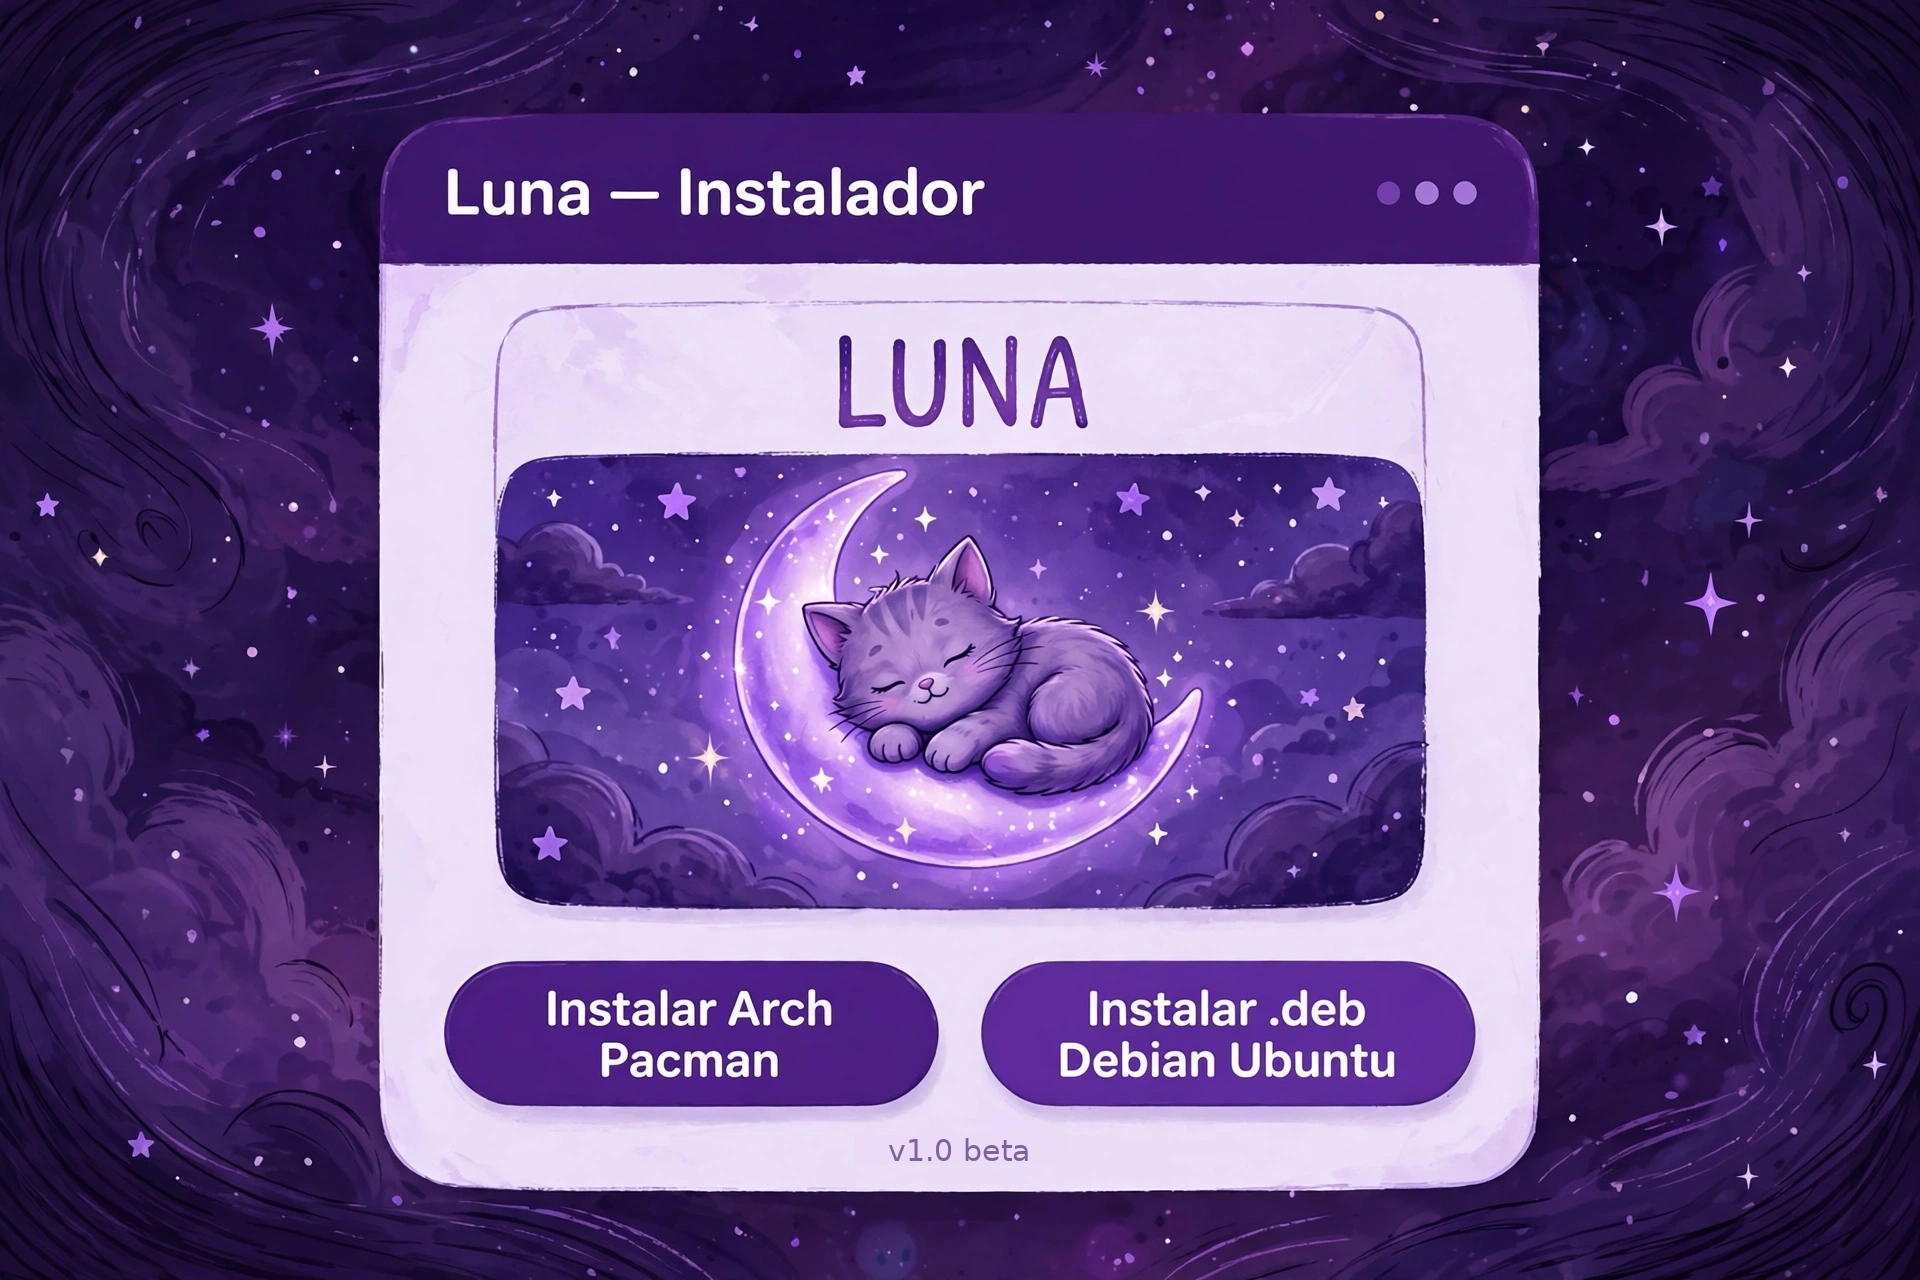 Luna — Instalador
LUNA
Instalar Arch
Pacman
Instalar .deb
Debian Ubuntu
v1.0 beta